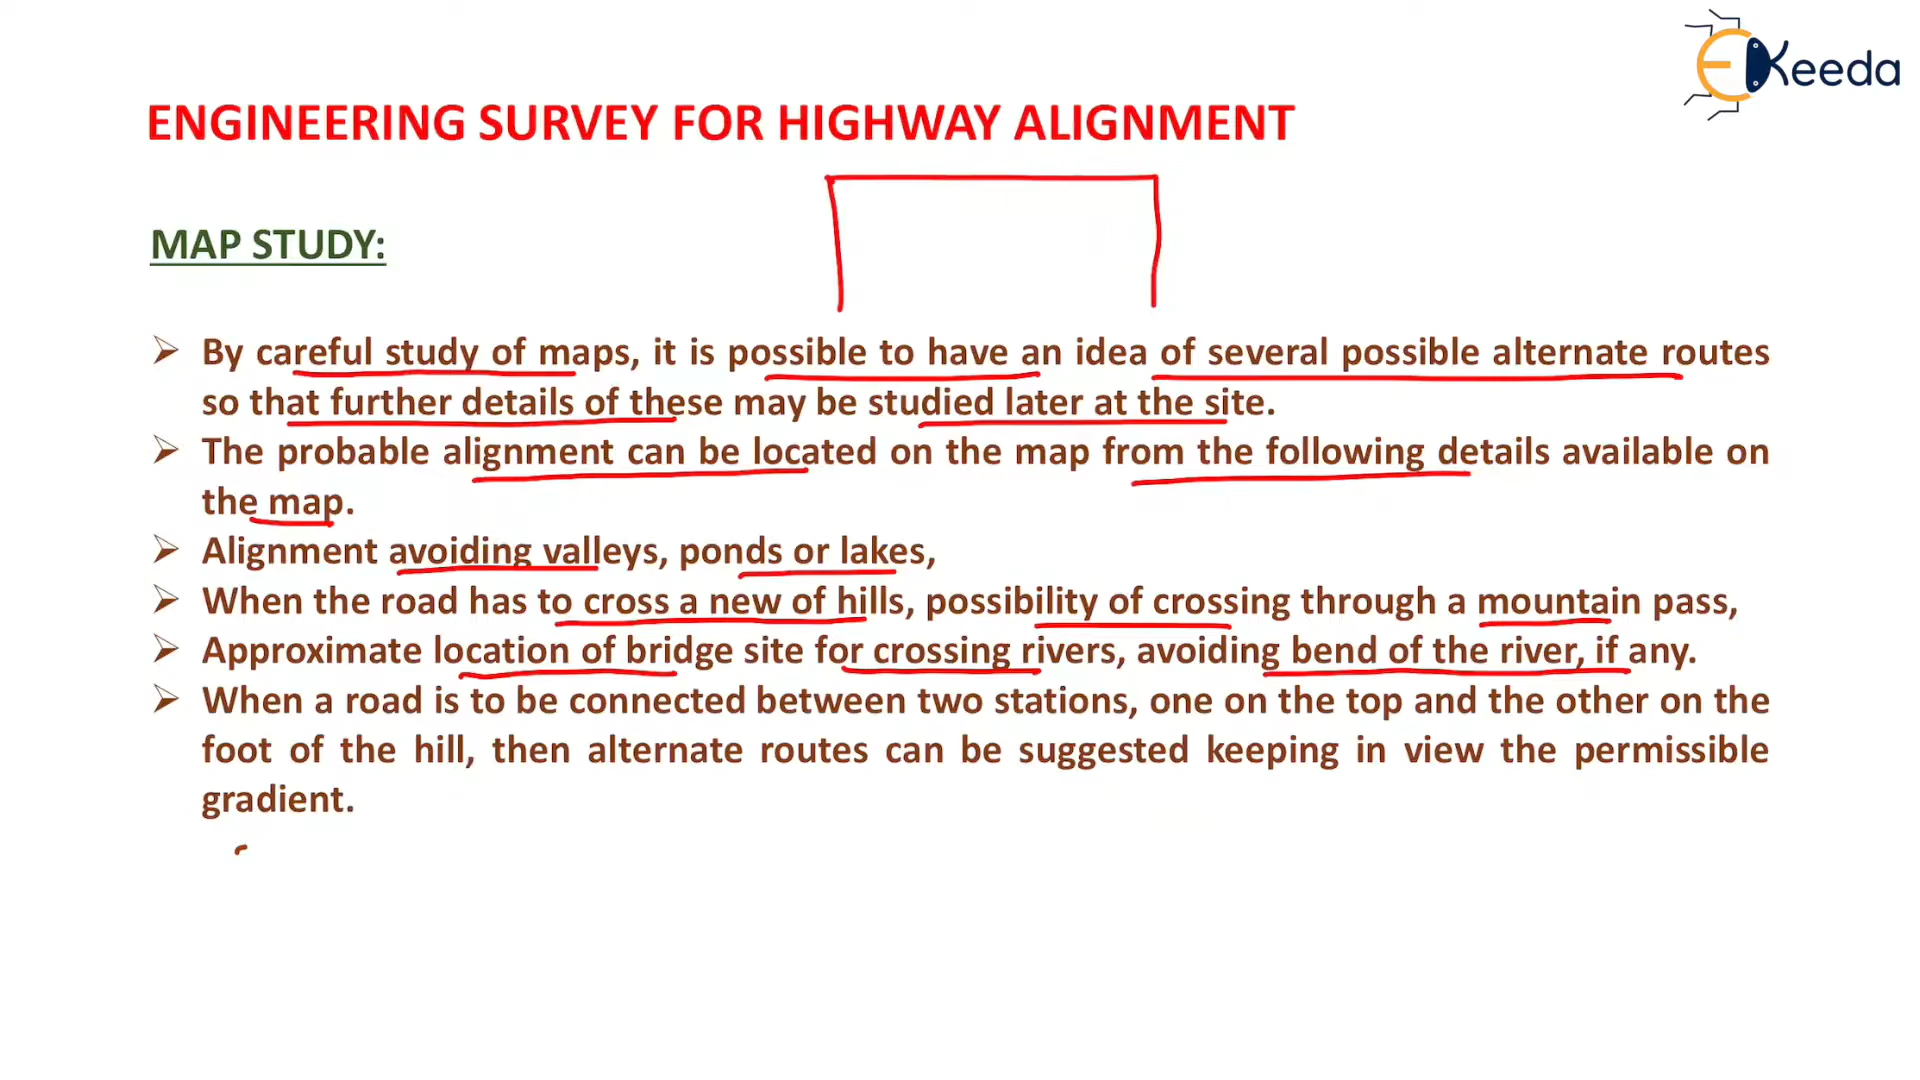 EKeeda
ENGINEERING SURVEY FOR HIGHWAY ALIGNMENT
MAP STUDY:
➢ By careful study of maps, it is possible to have an idea of several possible alternate routes
so that further details of these may be studied later at the site.
➢ The probable alignment can be located on the map from the following details available on
the map.
➢ Alignment avoiding valleys, ponds or lakes,
➢ When the road has to cross a new of hills, possibility of crossing through a mountain pass,
➢ Approximate location of bridge site for crossing rivers, avoiding bend of the river, if any.
➢ When a road is to be connected between two stations, one on the top and the other on the
foot of the hill, then alternate routes can be suggested keeping in view the permissible
gradient.